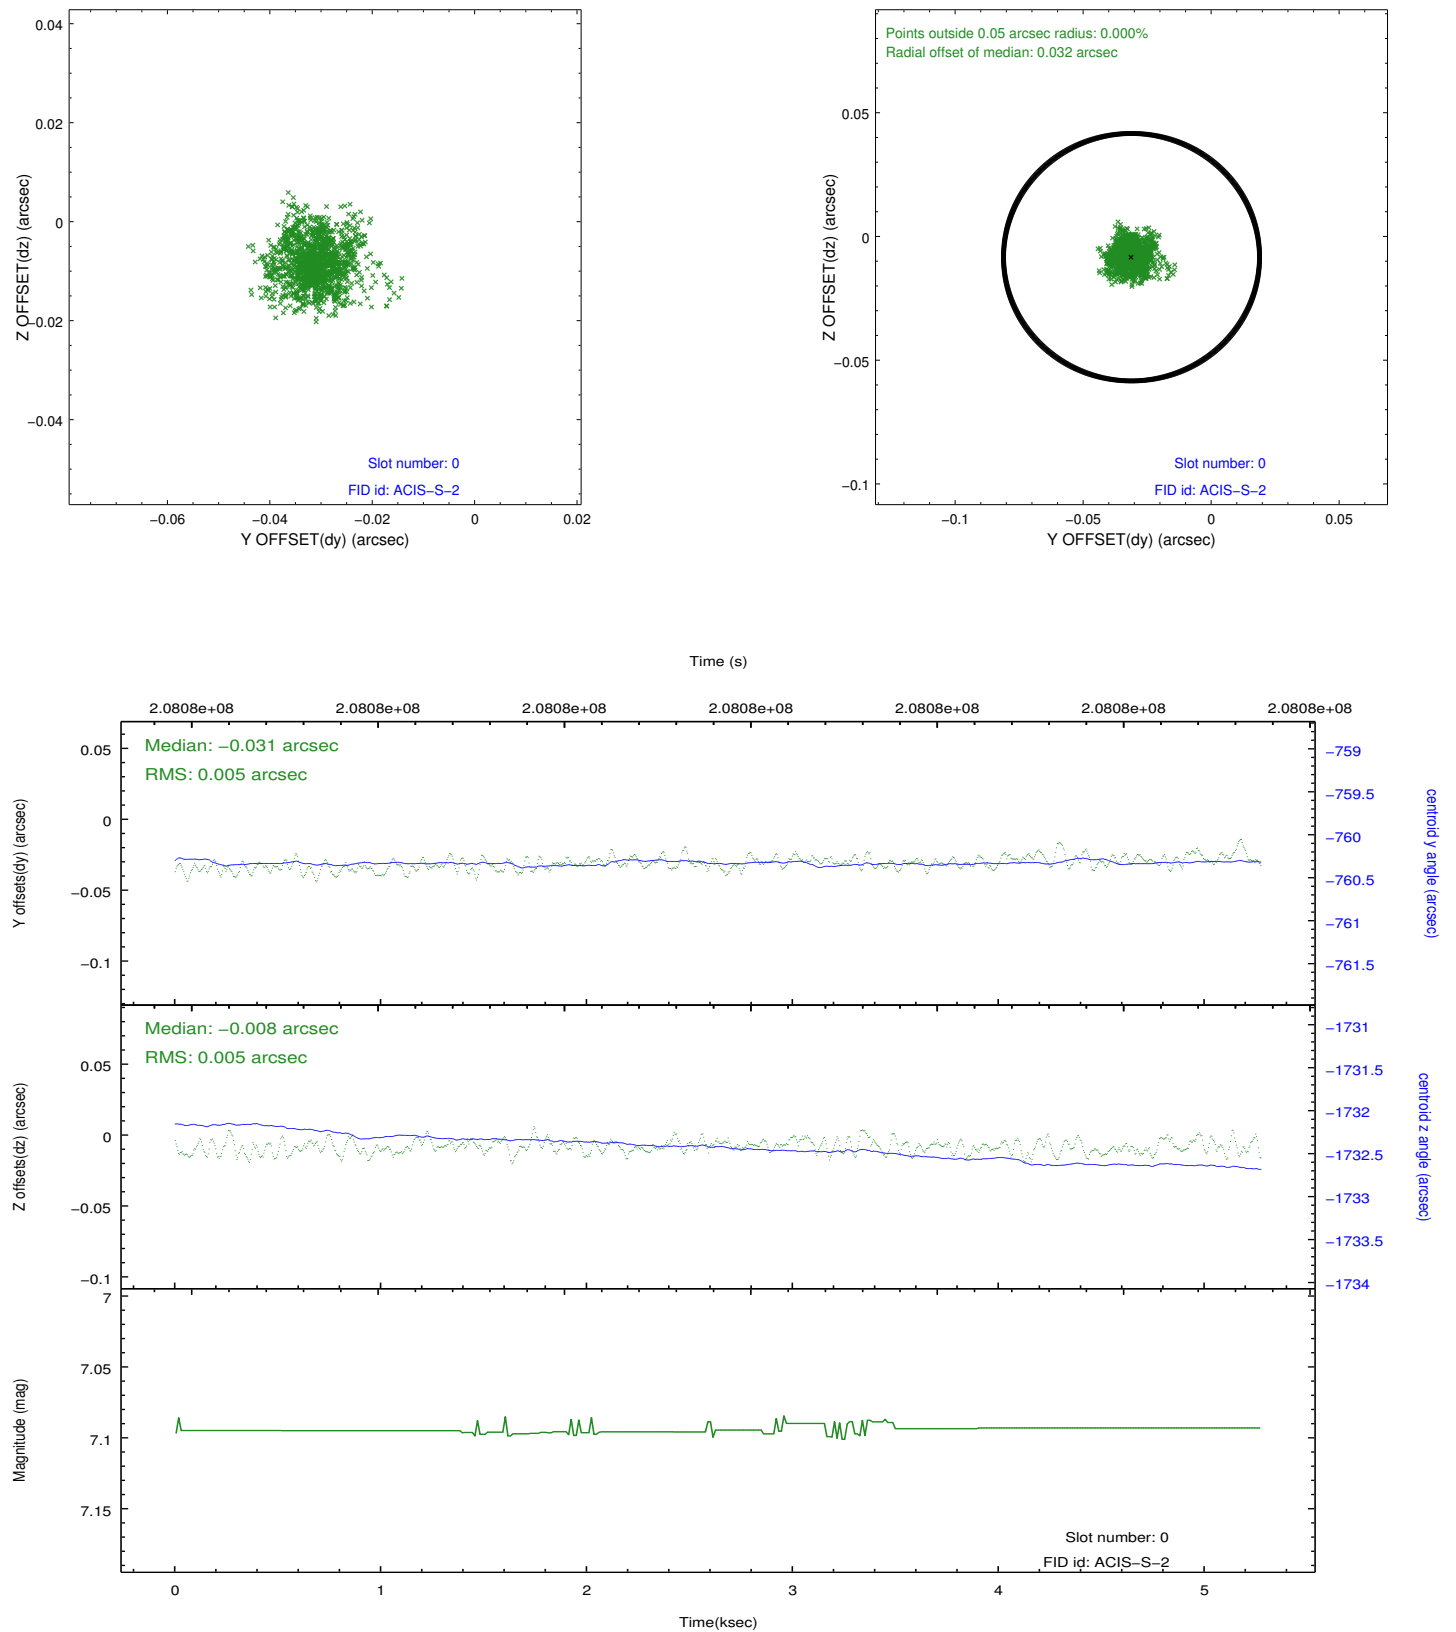 0.04
0.02
0
−0.02
−0.04
Z OFFSET(dz) (arcsec)
Slot number: 0
FID id: ACIS−S−2
−0.06
−0.04
−0.02
0
0.02
Y OFFSET(dy) (arcsec)
Points outside 0.05 arcsec radius: 0.000%
Radial offset of median: 0.032 arcsec
0.05
0
−0.05
−0.1
Z OFFSET(dz) (arcsec)
Slot number: 0
FID id: ACIS−S−2
−0.1
−0.05
0
0.05
Y OFFSET(dy) (arcsec)
Time (s)
2.0808e+08
2.0808e+08
2.0808e+08
2.0808e+08
2.0808e+08
2.0808e+08
2.0808e+08
Median: −0.031 arcsec
RMS: 0.005 arcsec
0.05
0
−0.05
−0.1
Y offsets(dy) (arcsec)
−759
−759.5
−760
−760.5
−761
−761.5
centroid y angle (arcsec)
Median: −0.008 arcsec
RMS: 0.005 arcsec
0.05
0
−0.05
−0.1
Z offsets(dz) (arcsec)
−1731
−1731.5
−1732
−1732.5
−1733
−1733.5
−1734
centroid z angle (arcsec)
7
7.05
7.1
7.15
Magnitude (mag)
Slot number: 0
FID id: ACIS−S−2
0
1
2
3
4
5
Time(ksec)